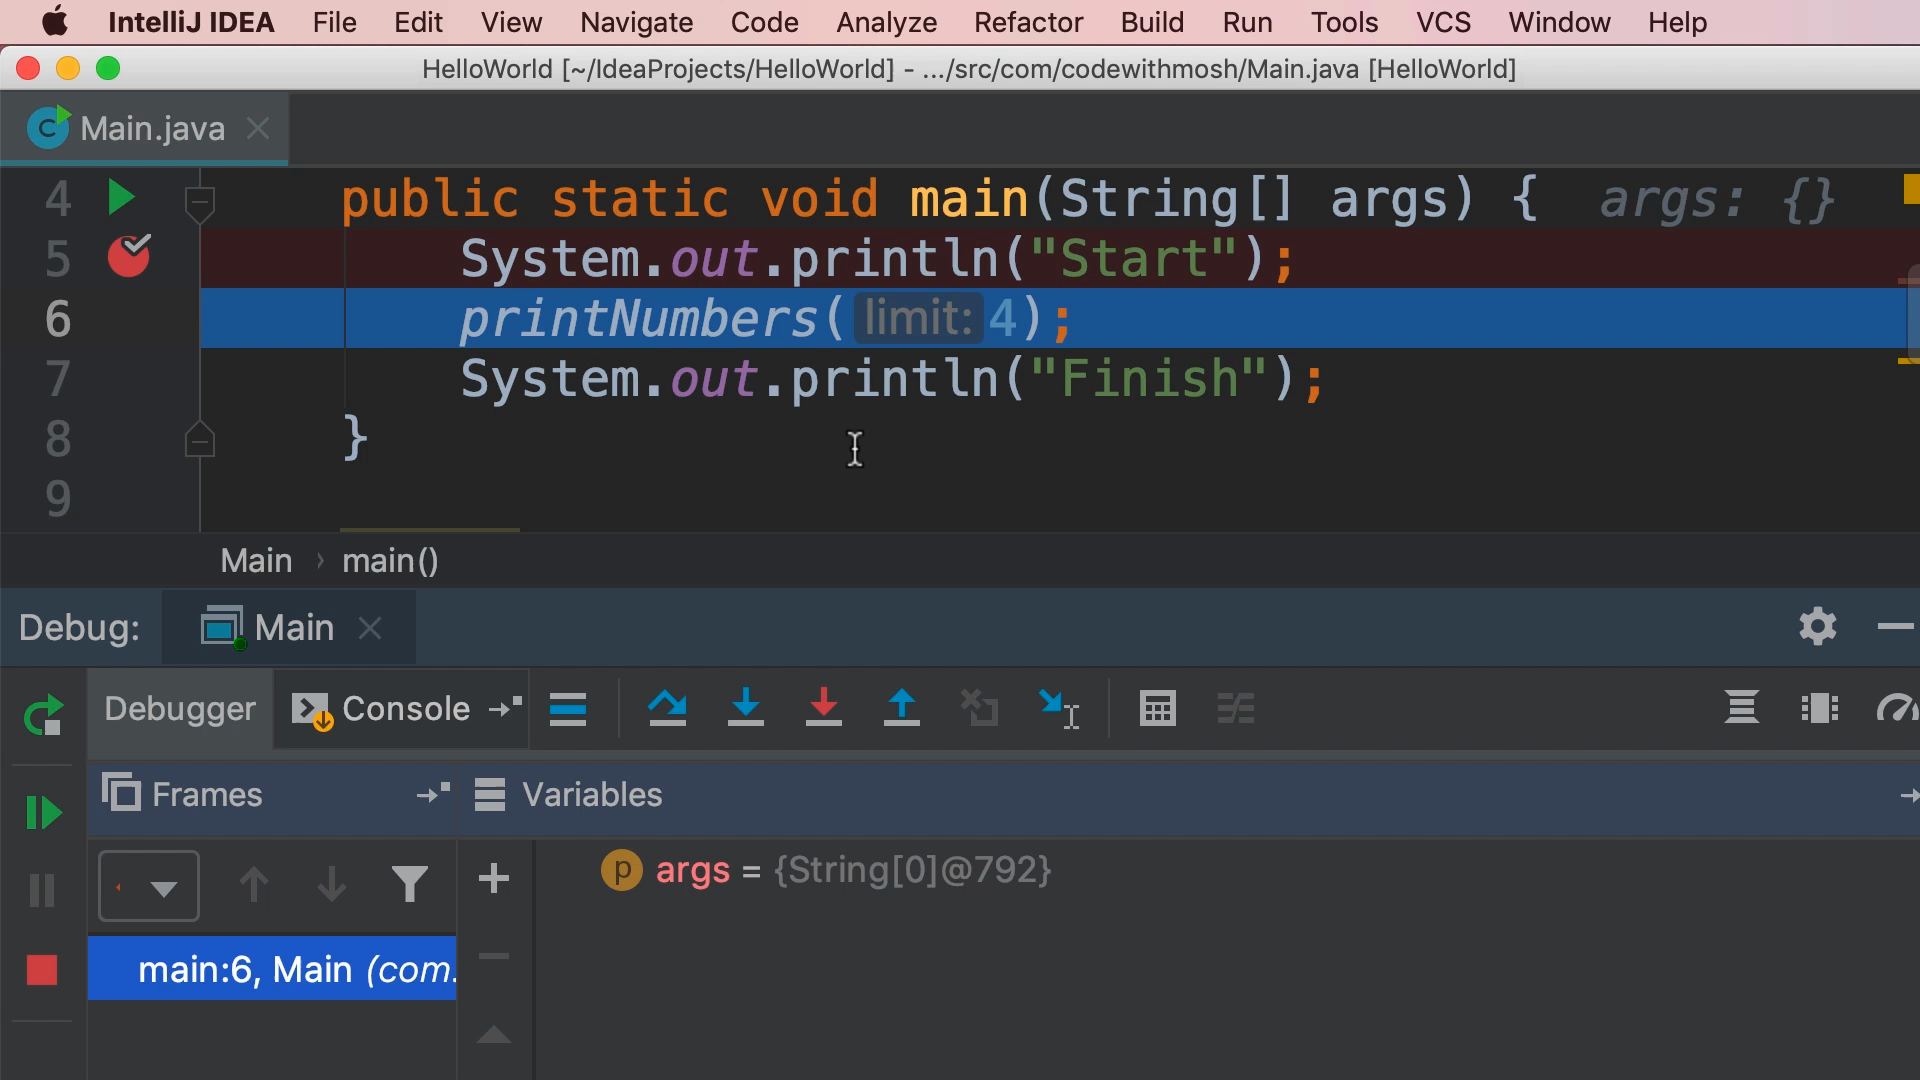 IntelliJ IDEA File Edit View Navigate Code Analyze Refactor Build Run Tools VCS Window Help
HelloWorld [~/IdeaProjects/HelloWorld] - .../src/com/codewithmosh/Main.java [HelloWorld]
C Main.java
4 public static void main(String[] args) { args: {}
5 System.out.println("Start");
6 printNumbers( limit: 4);
7 System.out.println("Finish");
8 }
9
Main › main()
Debug: Main
Debugger Console
Frames Variables
p args = {String[0]@792}
main:6, Main (com.